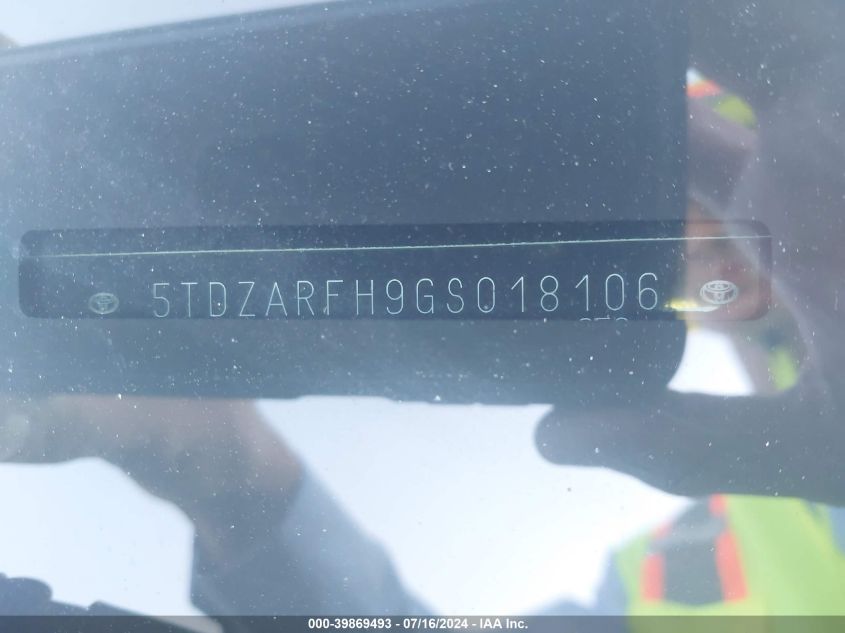 5TDZARFH9GS018106
000-39869493 - 07/16/2024 - IAA Inc.